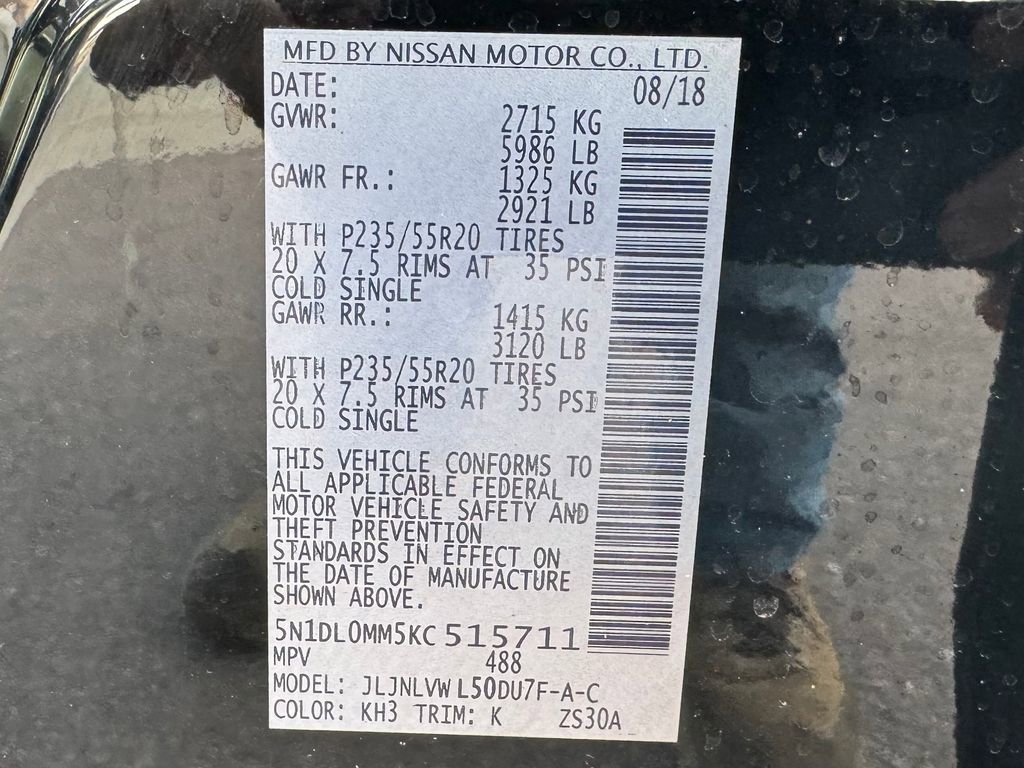 MFD BY NISSAN MOTOR CO., LTD.
DATE: 08/18
GVWR: 2715 KG
5986 LB
GAWR FR.: 1325 KG
2921 LB
WITH P235/55R20 TIRES
20 X 7.5 RIMS AT 35 PSI
COLD SINGLE
GAWR RR.: 1415 KG
3120 LB
WITH P235/55R20 TIRES
20 X 7.5 RIMS AT 35 PSI
COLD SINGLE
THIS VEHICLE CONFORMS TO
ALL APPLICABLE FEDERAL
MOTOR VEHICLE SAFETY AND
THEFT PREVENTION
STANDARDS IN EFFECT ON
THE DATE OF MANUFACTURE
SHOWN ABOVE.
5N1DL0MM5KC 515711
MPV 488
MODEL: JLJNLVW L50DU7F-A-C
COLOR: KH3 TRIM: K ZS30A